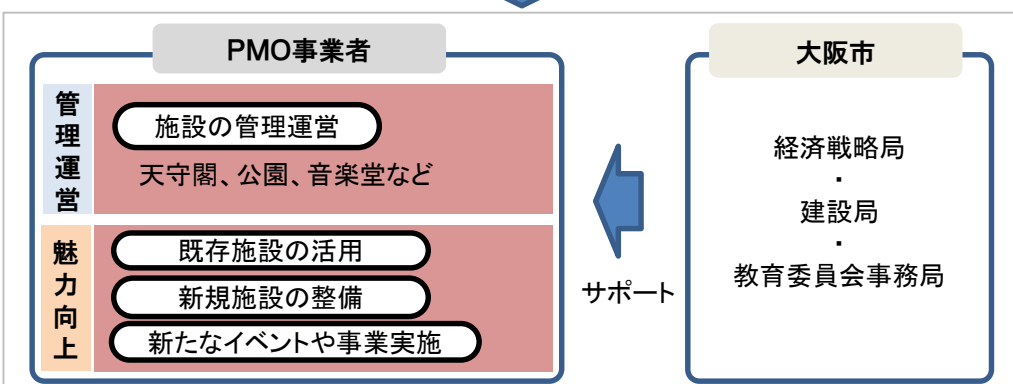 PMO事業者
管理運営
施設の管理運営
天守閣、公園、音楽堂など
魅力向上
既存施設の活用
新規施設の整備
新たなイベントや事業実施
サポート
大阪市
経済戦略局
・
建設局
・
教育委員会事務局